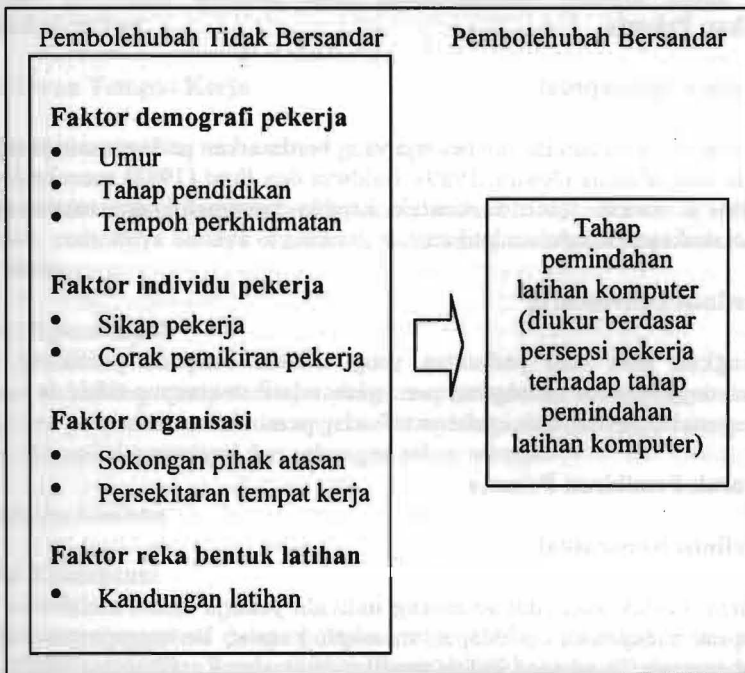 Pembolehubah Tidak Bersandar
Pembolehubah Bersandar
Faktor demografi pekerja
• Umur
• Tahap pendidikan
• Tempoh perkhidmatan
Faktor individu pekerja
• Sikap pekerja
• Corak pemikiran pekerja
Faktor organisasi
• Sokongan pihak atasan
• Persekitaran tempat kerja
Faktor reka bentuk latihan
• Kandungan latihan
Tahap
pemindahan
latihan komputer
(diukur berdasar
persepsi pekerja
terhadap tahap
pemindahan
latihan komputer)